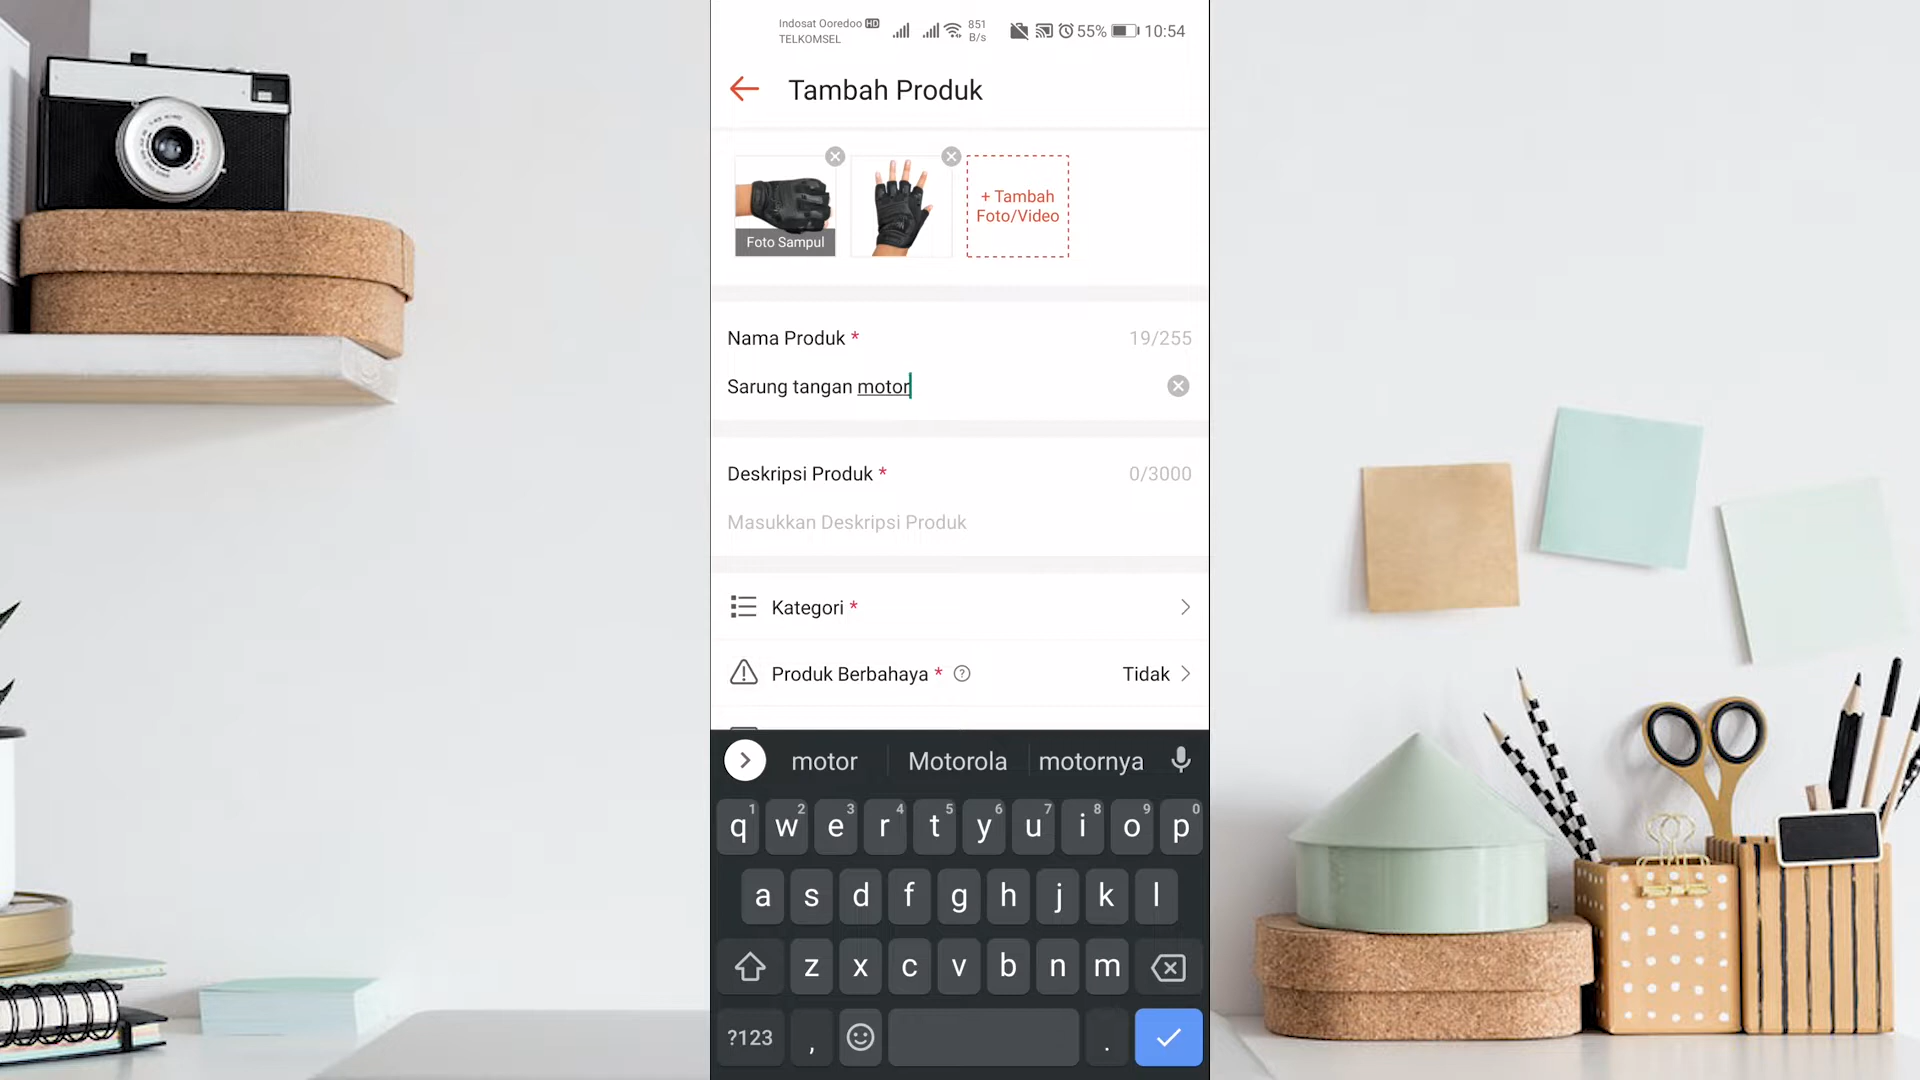 Indosat Ooredoo HD
TELKOMSEL
851
B/s
55%
10:54
Tambah Produk
Foto Sampul
+ Tambah
Foto/Video
Nama Produk *
19/255
Sarung tangan motor
Deskripsi Produk *
0/3000
Masukkan Deskripsi Produk
Kategori *
Produk Berbahaya * ?
Tidak
motor Motorola motornya
1 2 3 4 5 6 7 8 9 0
q w e r t y u i o p
a s d f g h j k l
z x c v b n m
?123 , .